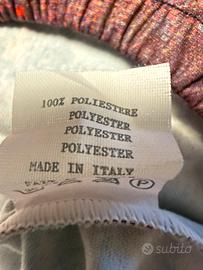 100% POLIESTERE
POLYESTER
POLYESTER
POLYESTER
MADE IN ITALY
P
subito